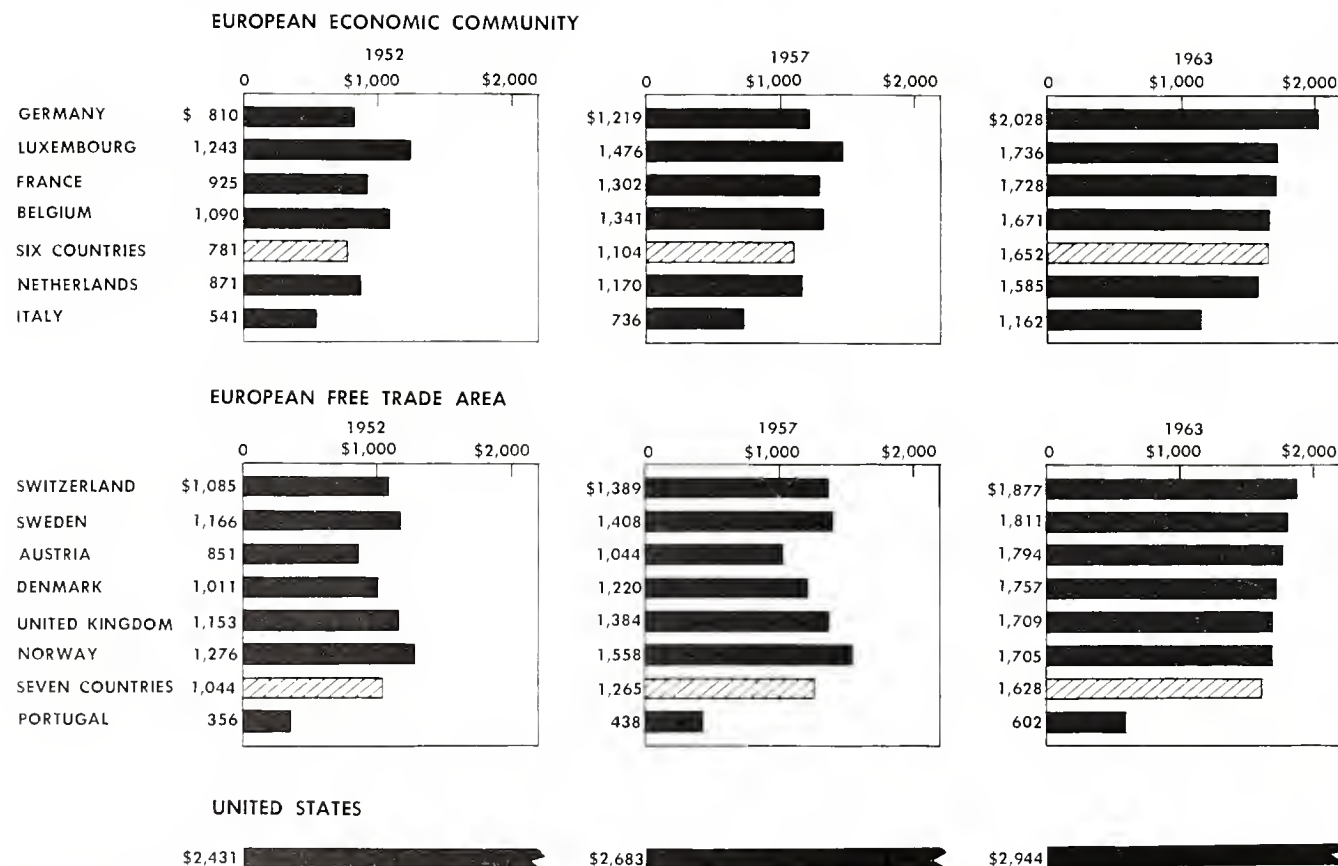 EUROPEAN ECONOMIC COMMUNITY
1952 1957 1963
0 $1,000 $2,000 0 $1,000 $2,000 0 $1,000 $2,000
GERMANY $ 810 $1,219 $2,028
LUXEMBOURG 1,243 1,476 1,736
FRANCE 925 1,302 1,728
BELGIUM 1,090 1,341 1,671
SIX COUNTRIES 781 1,104 1,652
NETHERLANDS 871 1,170 1,585
ITALY 541 736 1,162
EUROPEAN FREE TRADE AREA
1952 1957 1963
0 $1,000 $2,000 0 $1,000 $2,000 0 $1,000 $2,000
SWITZERLAND $1,085 $1,389 $1,877
SWEDEN 1,166 1,408 1,811
AUSTRIA 851 1,044 1,794
DENMARK 1,011 1,220 1,757
UNITED KINGDOM 1,153 1,384 1,709
NORWAY 1,276 1,558 1,705
SEVEN COUNTRIES 1,044 1,265 1,628
PORTUGAL 356 438 602
UNITED STATES
$2,431 $2,683 $2,944